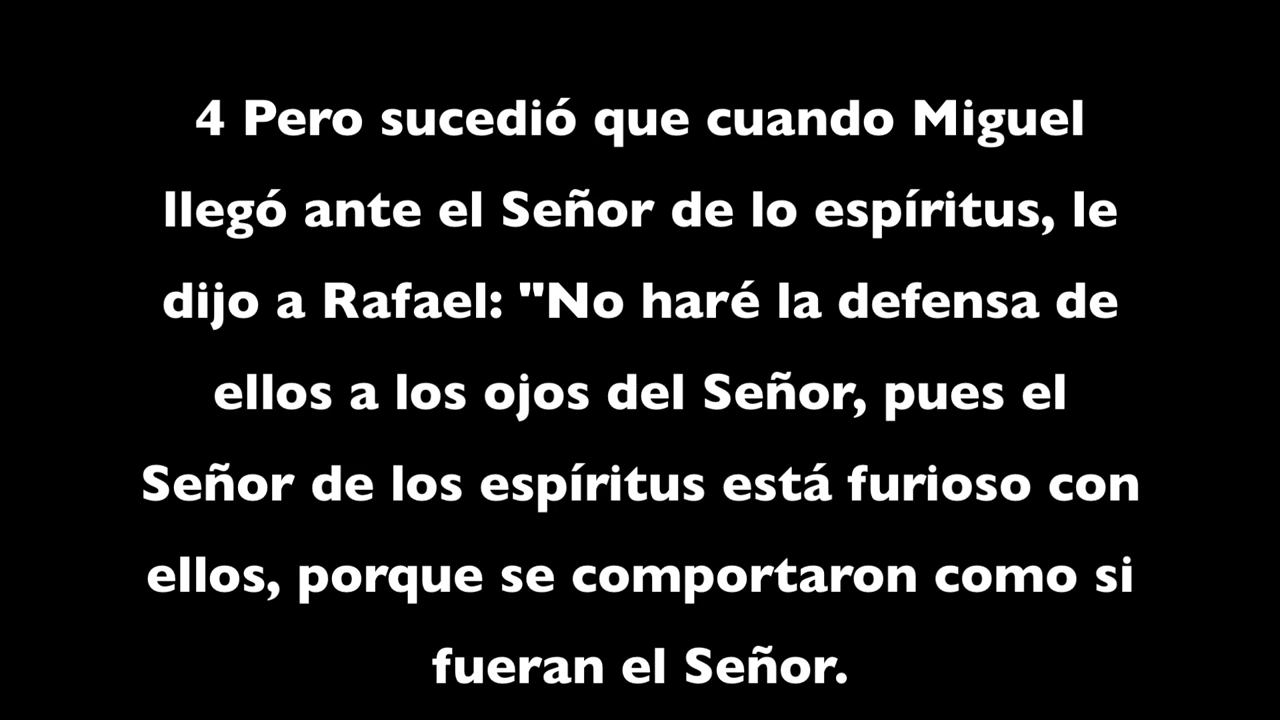 4 Pero sucedió que cuando Miguel
llegó ante el Señor de lo espíritus, le
dijo a Rafael: "No haré la defensa de
ellos a los ojos del Señor, pues el
Señor de los espíritus está furioso con
ellos, porque se comportaron como si
fueran el Señor.